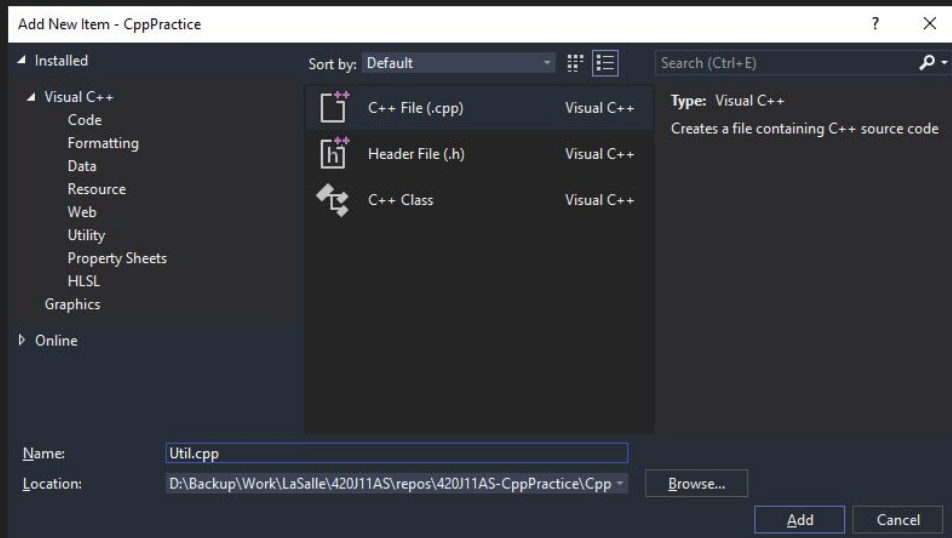 Add New Item - CppPractice ? ×
Installed
Sort by: Default
Search (Ctrl+E)
Visual C++
Code
Formatting
Data
Resource
Web
Utility
Property Sheets
HLSL
Graphics
Online
C++ File (.cpp) Visual C++
Header File (.h) Visual C++
C++ Class Visual C++
Type: Visual C++
Creates a file containing C++ source code
Name: Util.cpp
Location: D:\Backup\Work\LaSalle\420J11AS\repos\420J11AS-CppPractice\Cpp
Browse...
Add Cancel